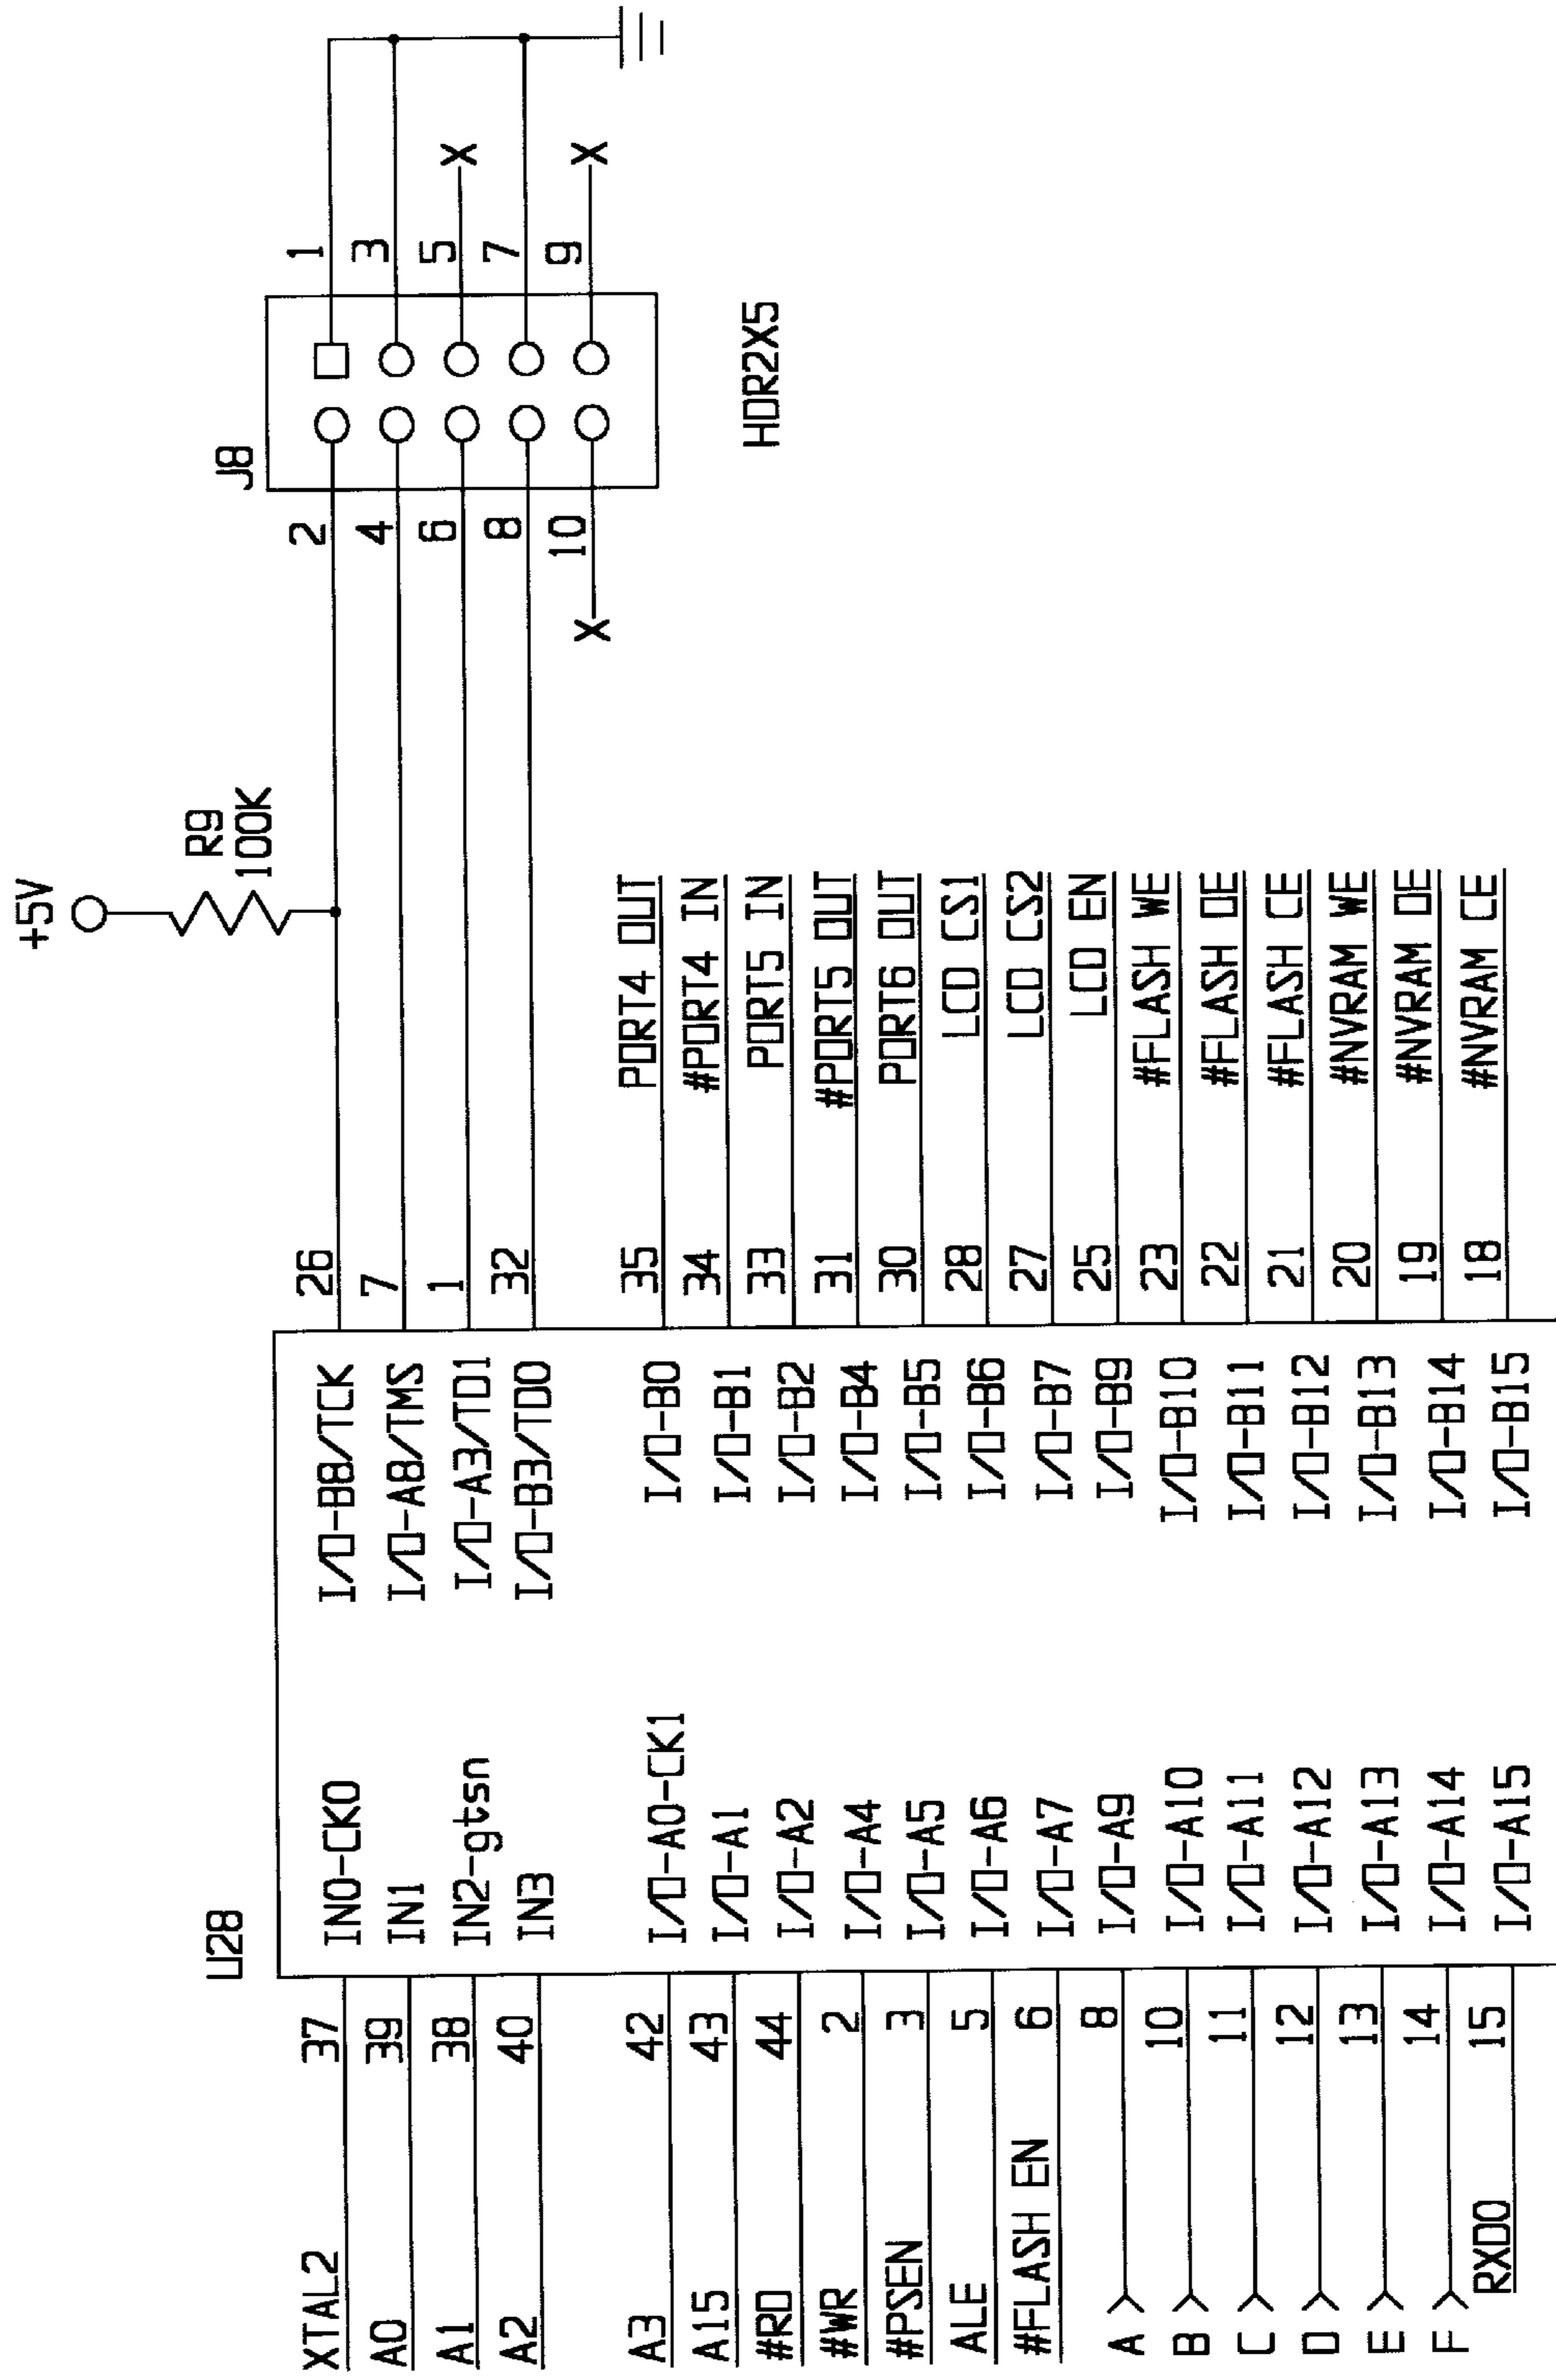 +5V
R9
100K
U28
J8
XTAL2 37 IN0-CK0 I/O-B8/TCK 26 2 1
A0 39 IN1 I/O-A8/TMS 7 4 3
A1 38 IN2-gtsn I/O-A3/TD1 1 6 5 X
A2 40 IN3 I/O-B3/TD0 32 8 7
X 10 9 X
A3 42 I/O-A0-CK1 I/O-B0 35 PORT4 OUT
A15 43 I/O-A1 I/O-B1 34 #PORT4 IN
HDR2X5
#RD 44 I/O-A2 I/O-B2 33 PORT5 IN
#WR 2 I/O-A4 I/O-B4 31 #PORT5 OUT
#PSEN 3 I/O-A5 I/O-B5 30 PORT6 OUT
ALE 5 I/O-A6 I/O-B6 28 LCD CS1
#FLASH EN 6 I/O-A7 I/O-B7 27 LCD CS2
A 8 I/O-A9 I/O-B9 25 LCD EN
B 10 I/O-A10 I/O-B10 23 #FLASH WE
C 11 I/O-A11 I/O-B11 22 #FLASH OE
D 12 I/O-A12 I/O-B12 21 #FLASH CE
E 13 I/O-A13 I/O-B13 20 #NVRAM WE
F 14 I/O-A14 I/O-B14 19 #NVRAM OE
RXD0 15 I/O-A15 I/O-B15 18 #NVRAM CE